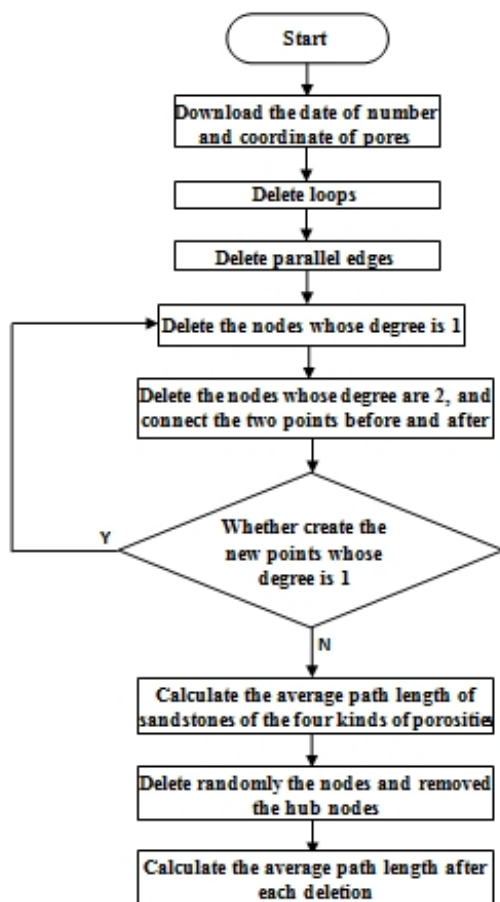 Start
Download the date of number
and coordinate of pores
Delete loops
Delete parallel edges
Delete the nodes whose degree is 1
Delete the nodes whose degree are 2, and
connect the two points before and after
Whether create the
new points whose
degree is 1
Y
N
Calculate the average path length of
sandstones of the four kinds of porosities
Delete randomly the nodes and removed
the hub nodes
Calculate the average path length after
each deletion